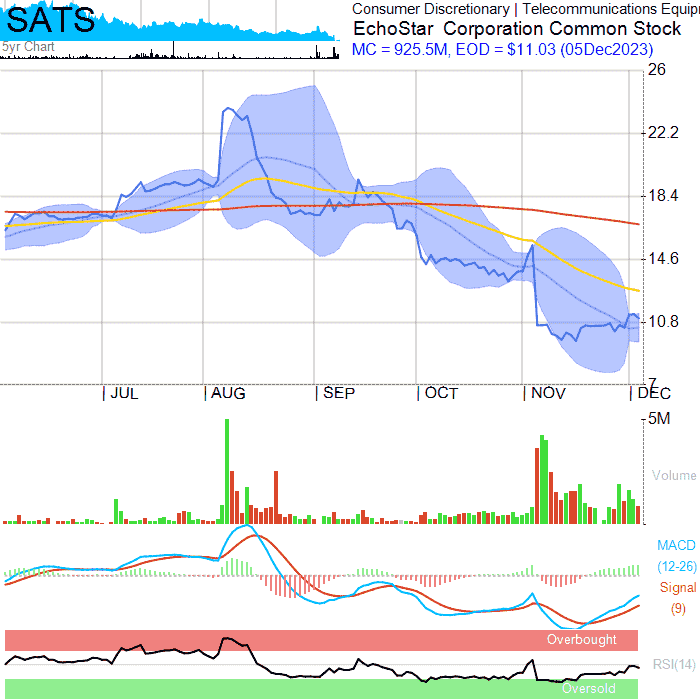 SATS
5yr Chart
Consumer Discretionary | Telecommunications Equip
EchoStar Corporation Common Stock
MC = 925.5M, EOD = $11.03 (05Dec2023)
26
22.2
18.4
14.6
10.8
7
| JUL | AUG | SEP | OCT | NOV | DEC
5M
Volume
MACD
(12-26)
Signal
(9)
Overbought
RSI(14)
Oversold